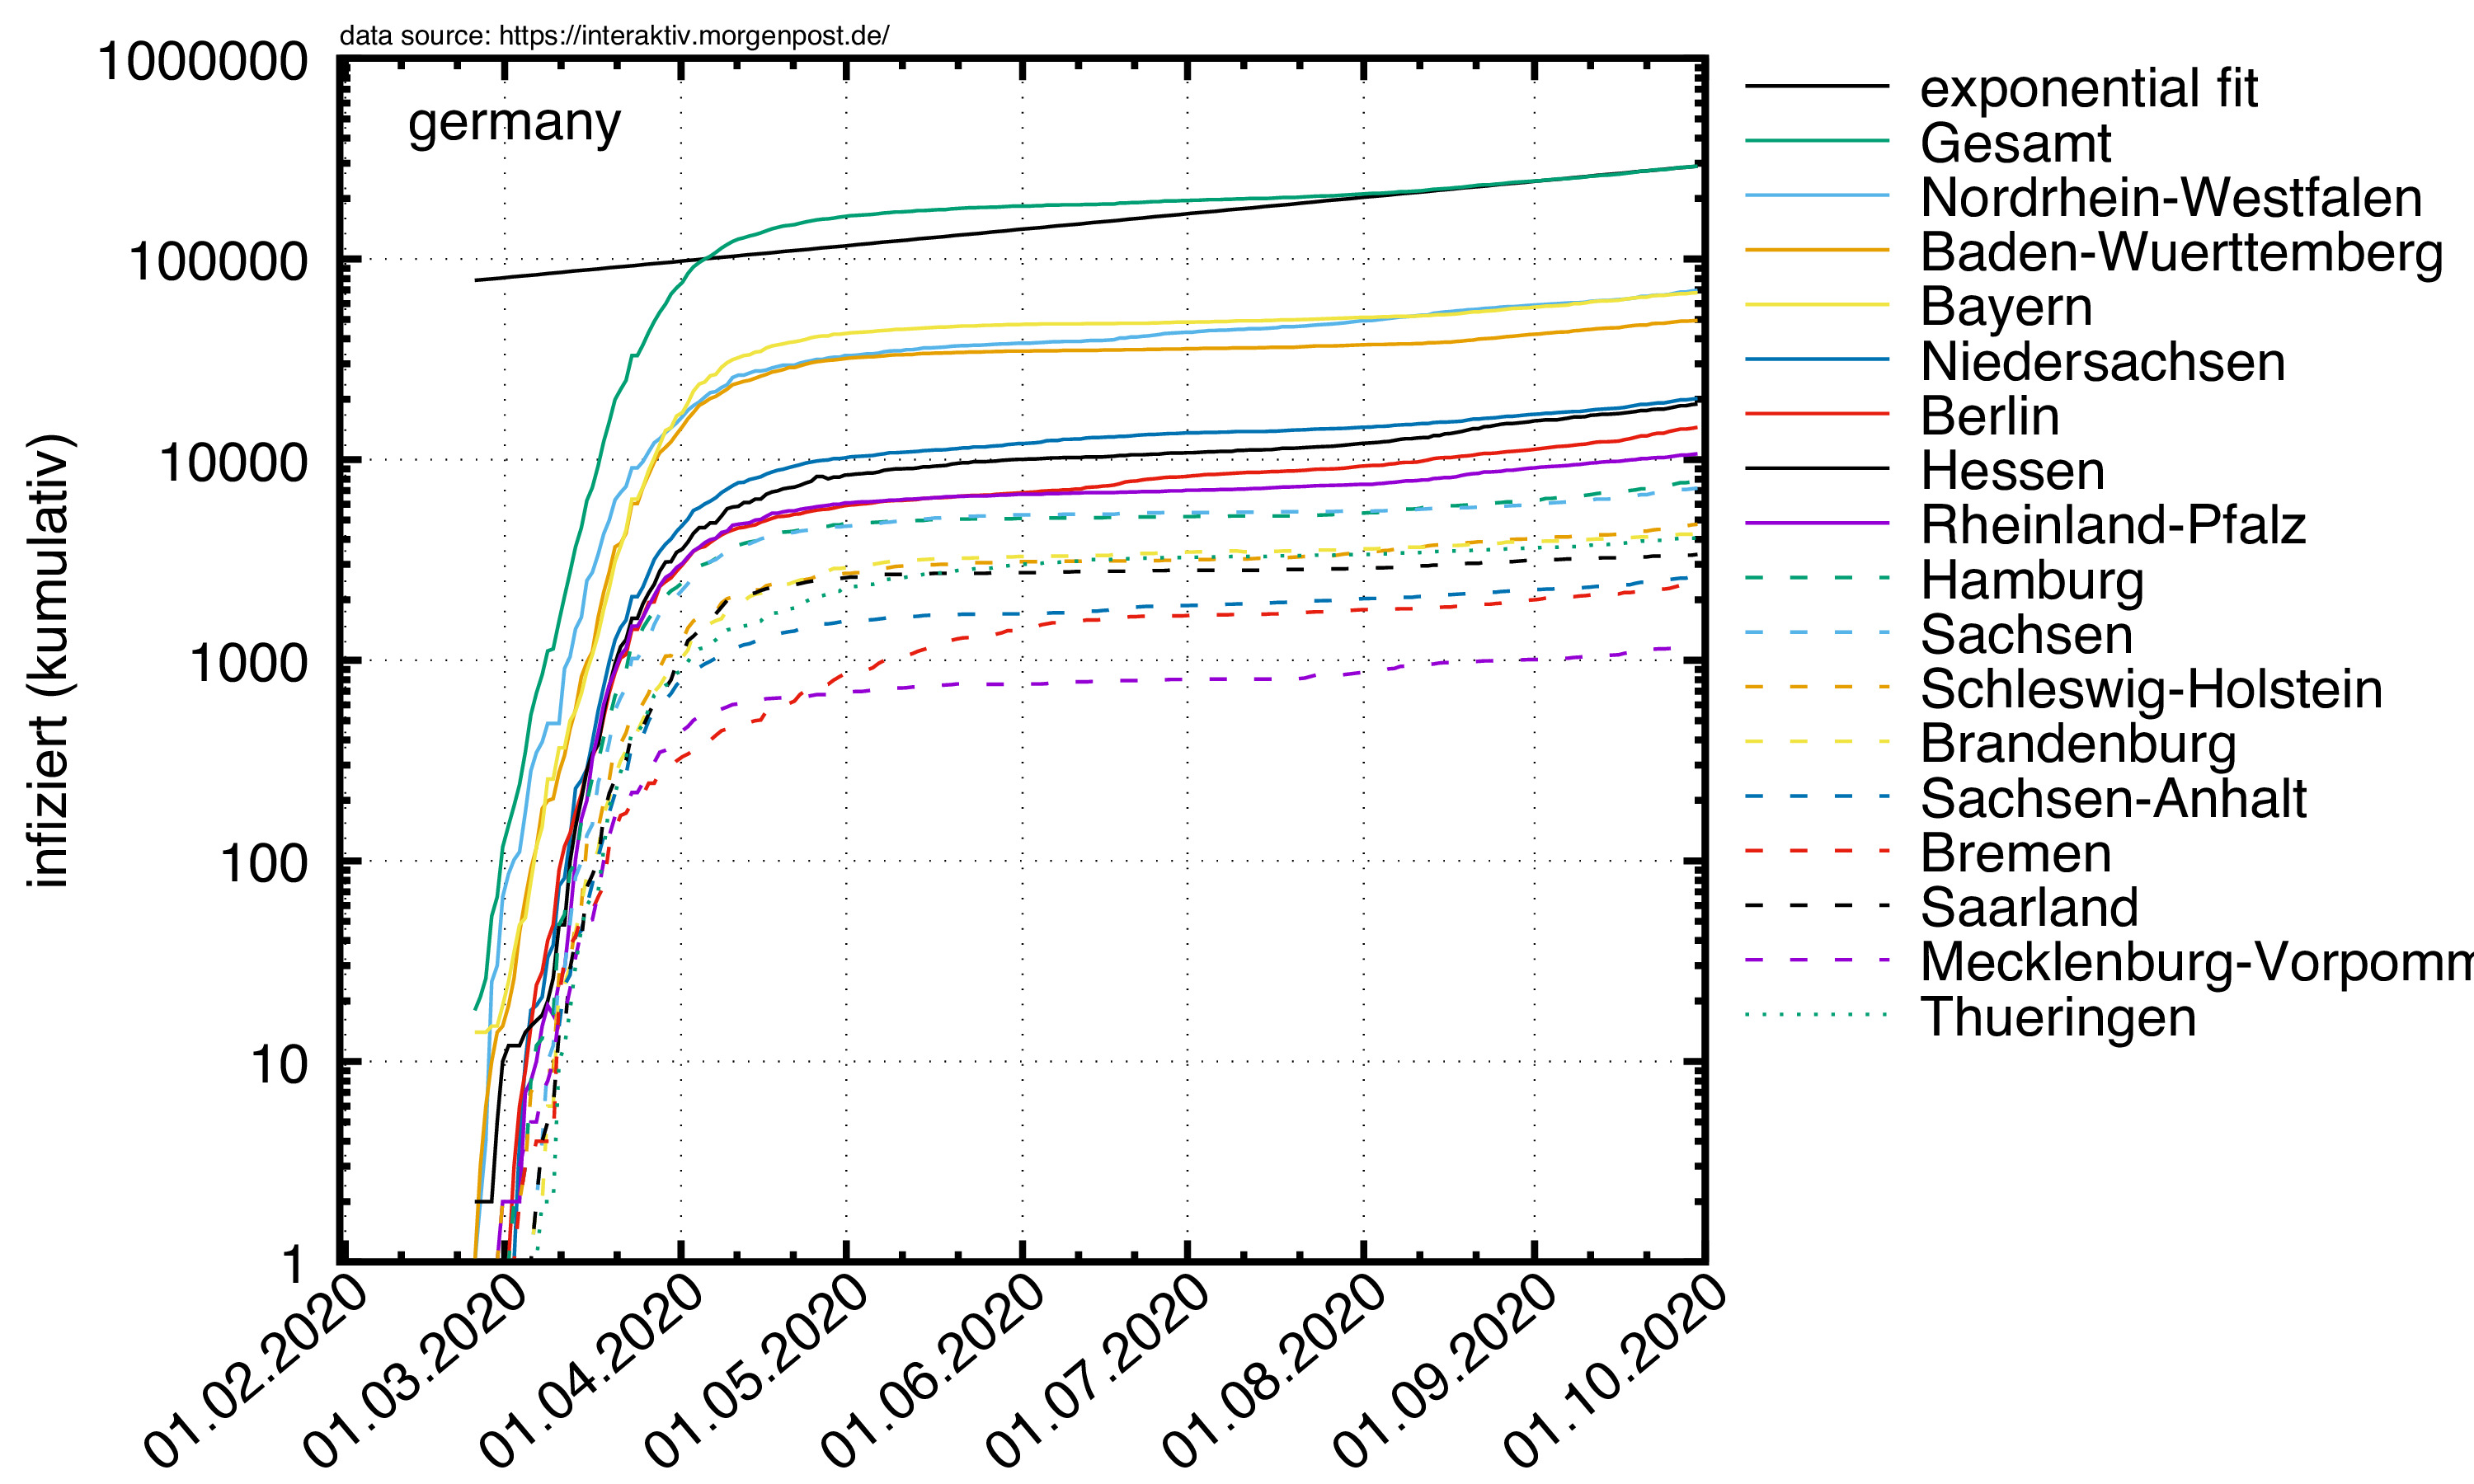 data source: https://interaktiv.morgenpost.de/
germany
infiziert (kumulativ)
1000000
100000
10000
1000
100
10
1
01.02.2020
01.03.2020
01.04.2020
01.05.2020
01.06.2020
01.07.2020
01.08.2020
01.09.2020
01.10.2020
exponential fit
Gesamt
Nordrhein-Westfalen
Baden-Wuerttemberg
Bayern
Niedersachsen
Berlin
Hessen
Rheinland-Pfalz
Hamburg
Sachsen
Schleswig-Holstein
Brandenburg
Sachsen-Anhalt
Bremen
Saarland
Mecklenburg-Vorpomm
Thueringen